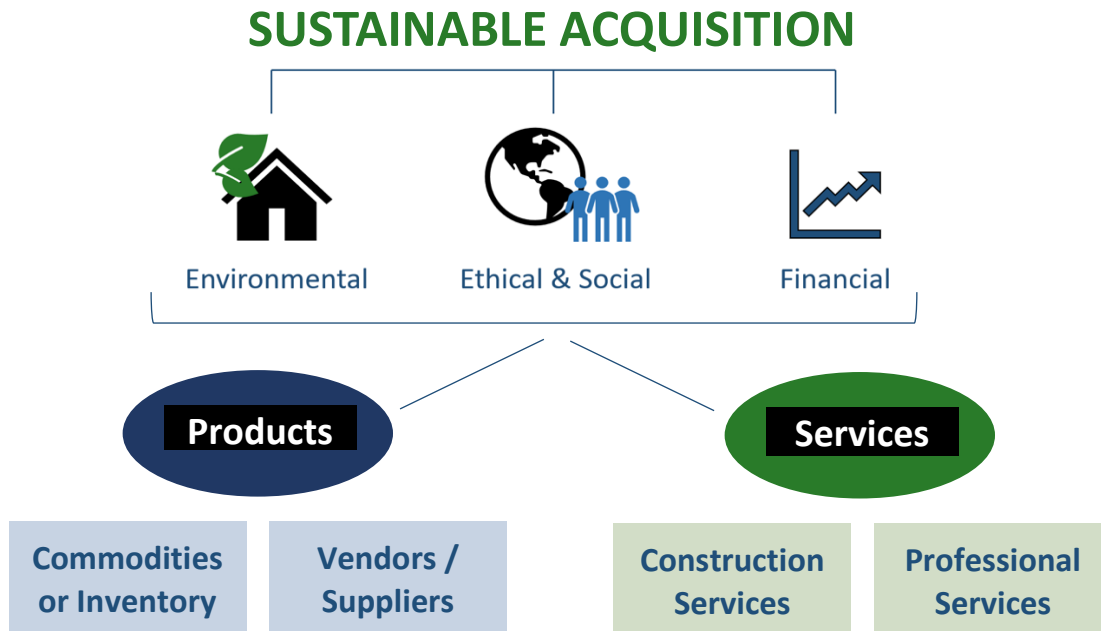 SUSTAINABLE ACQUISITION
Environmental
Ethical & Social
Financial
Products
Services
Commodities
or Inventory
Vendors /
Suppliers
Construction
Services
Professional
Services